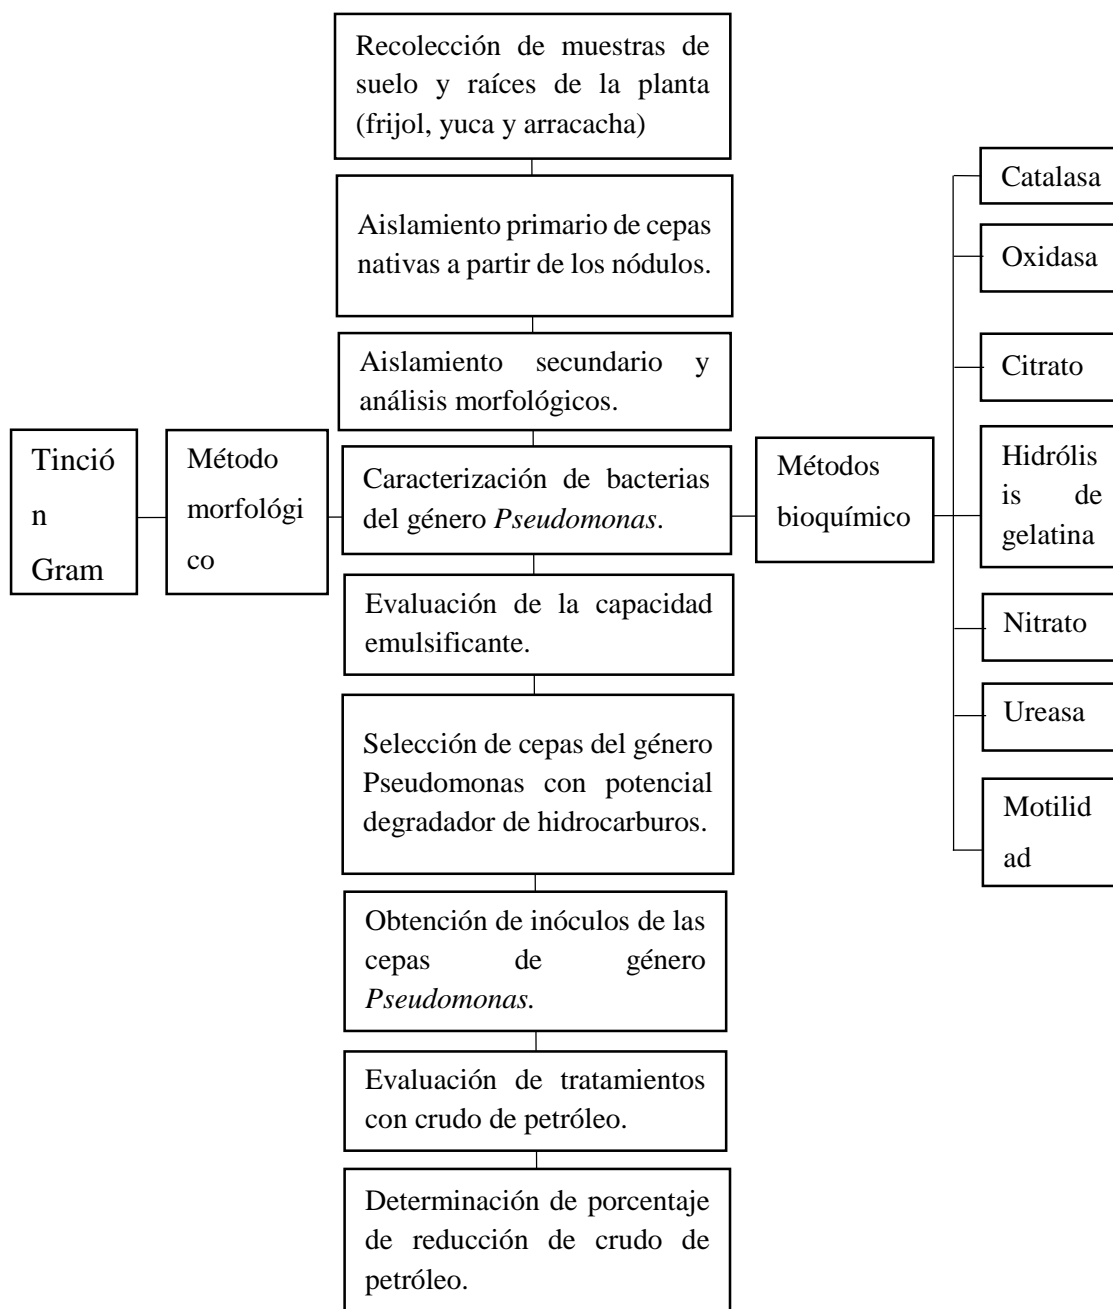 Recolección de muestras de
suelo y raíces de la planta
(frijol, yuca y arracacha)
Aislamiento primario de cepas
nativas a partir de los nódulos.
Aislamiento secundario y
análisis morfológicos.
Tinció
n
Gram
Método
morfológi
co
Caracterización de bacterias
del género Pseudomonas.
Métodos
bioquímico
Catalasa
Oxidasa
Citrato
Hidrólis
is de
gelatina
Nitrato
Ureasa
Motilid
ad
Evaluación de la capacidad
emulsificante.
Selección de cepas del género
Pseudomonas con potencial
degradador de hidrocarburos.
Obtención de inóculos de las
cepas de género
Pseudomonas.
Evaluación de tratamientos
con crudo de petróleo.
Determinación de porcentaje
de reducción de crudo de
petróleo.